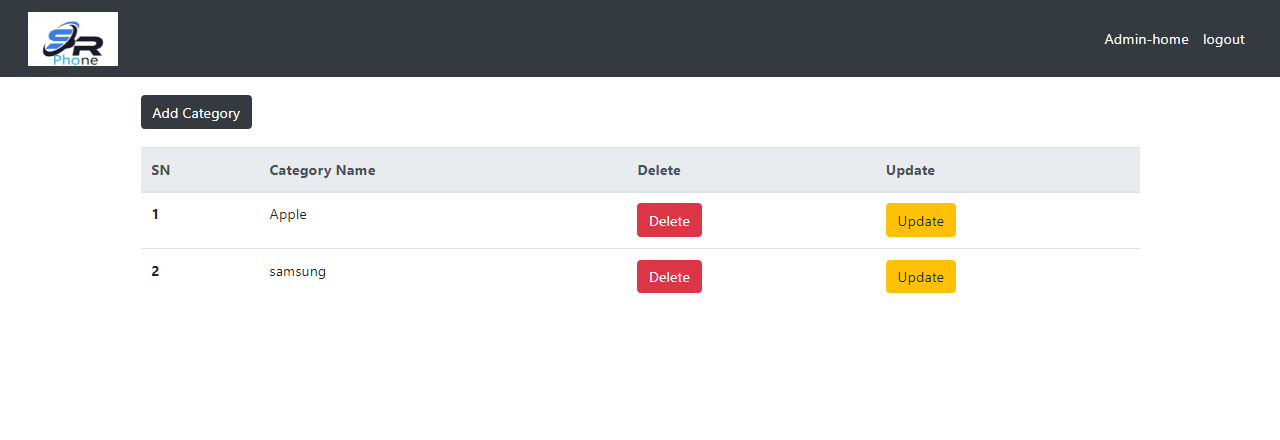 SR
Phone
Admin-home logout
Add Category
SN Category Name Delete Update
1 Apple Delete Update
2 samsung Delete Update